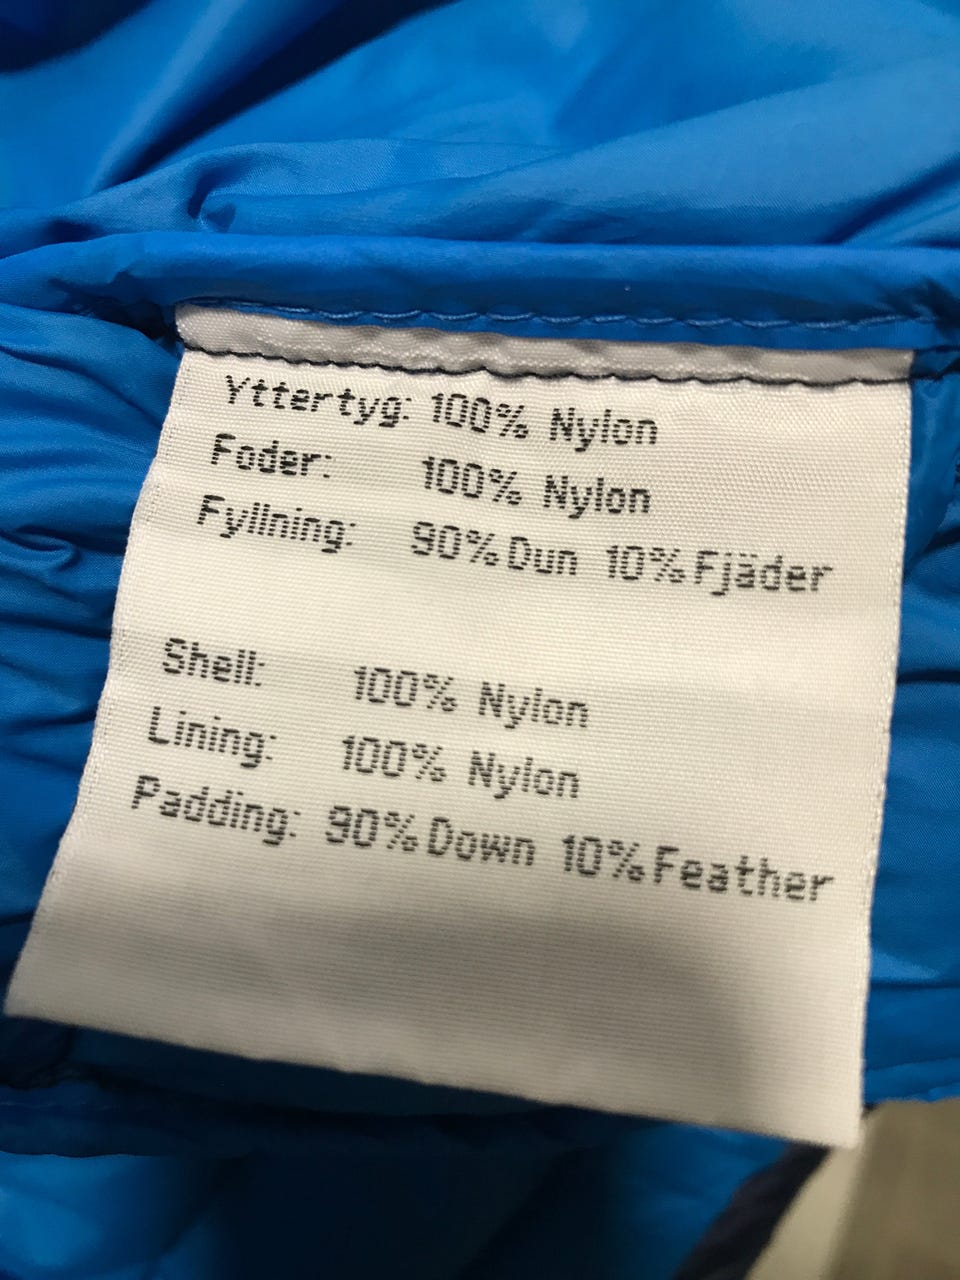 Yttertyg: 100% Nylon
Foder: 100% Nylon
Fyllning: 90% Dun 10% Fjäder
Shell: 100% Nylon
Lining: 100% Nylon
Padding: 90% Down 10% Feather